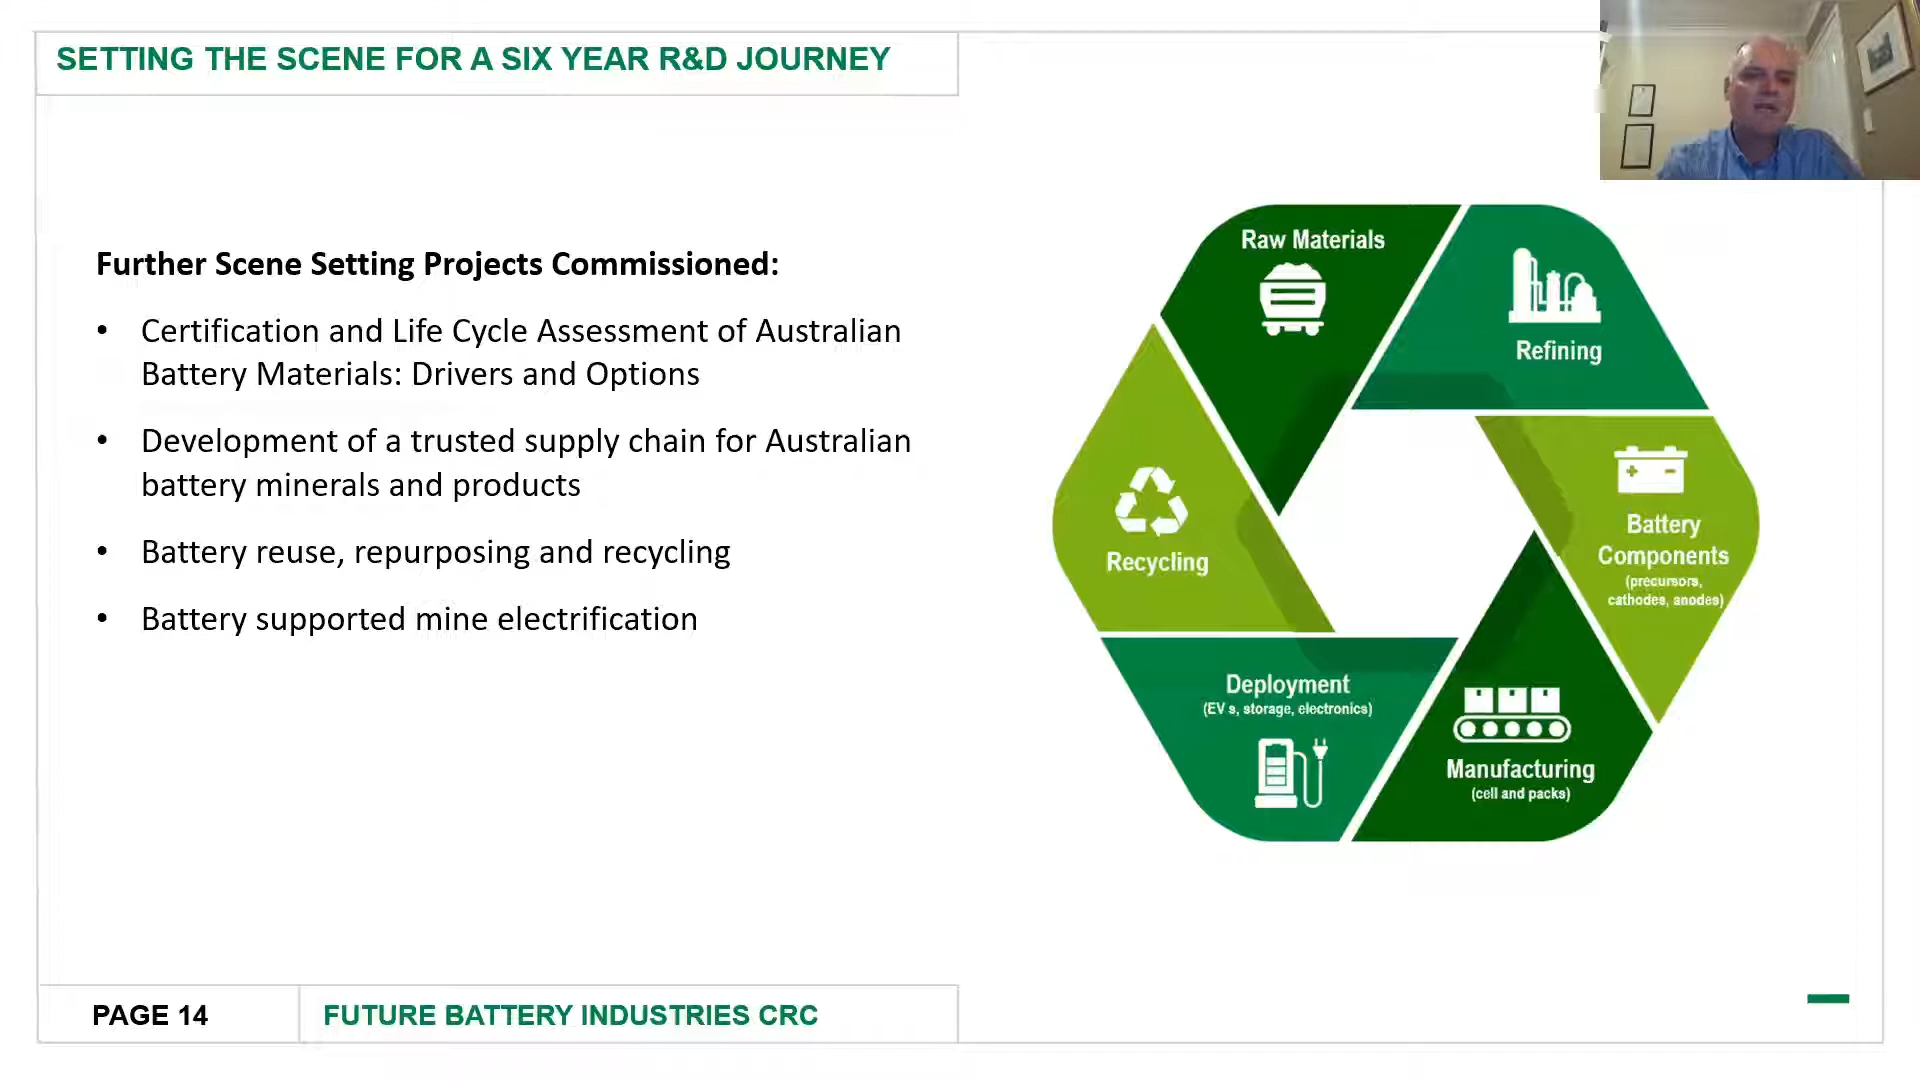 SETTING THE SCENE FOR A SIX YEAR R&D JOURNEY
Further Scene Setting Projects Commissioned:
• Certification and Life Cycle Assessment of Australian
Battery Materials: Drivers and Options
• Development of a trusted supply chain for Australian
battery minerals and products
• Battery reuse, repurposing and recycling
• Battery supported mine electrification
Raw Materials
Refining
Battery
Components
(precursors,
cathodes, anodes)
Manufacturing
(cell and packs)
Deployment
(EV s, storage, electronics)
Recycling
PAGE 14
FUTURE BATTERY INDUSTRIES CRC